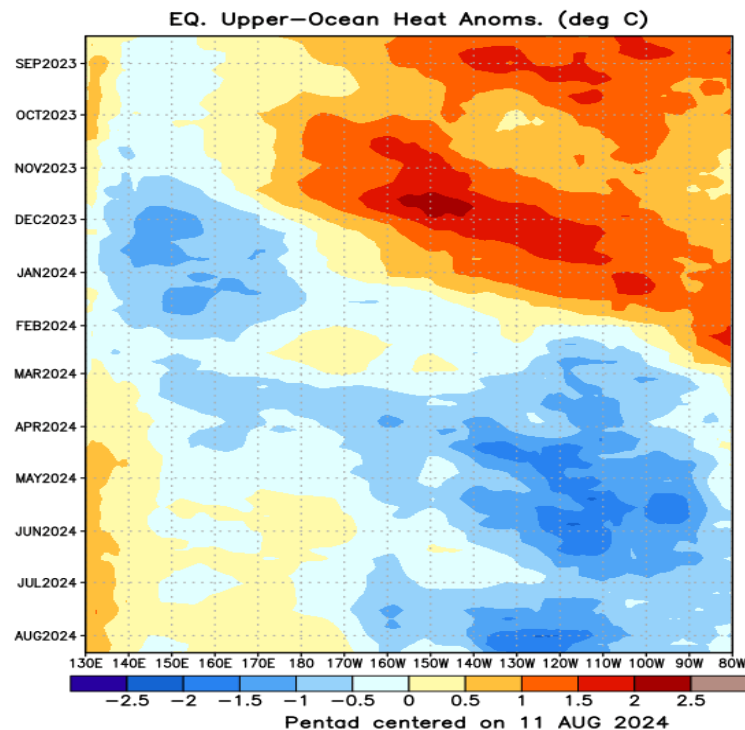 EQ. Upper-Ocean Heat Anoms. (deg C)
SEP2023
OCT2023
NOV2023
DEC2023
JAN2024
FEB2024
MAR2024
APR2024
MAY2024
JUN2024
JUL2024
AUG2024
130E 140E 150E 160E 170E 180 170W 160W 150W 140W 130W 120W 110W 100W 90W 80W
-2.5 -2 -1.5 -1 -0.5 0 0.5 1 1.5 2 2.5
Pentad centered on 11 AUG 2024